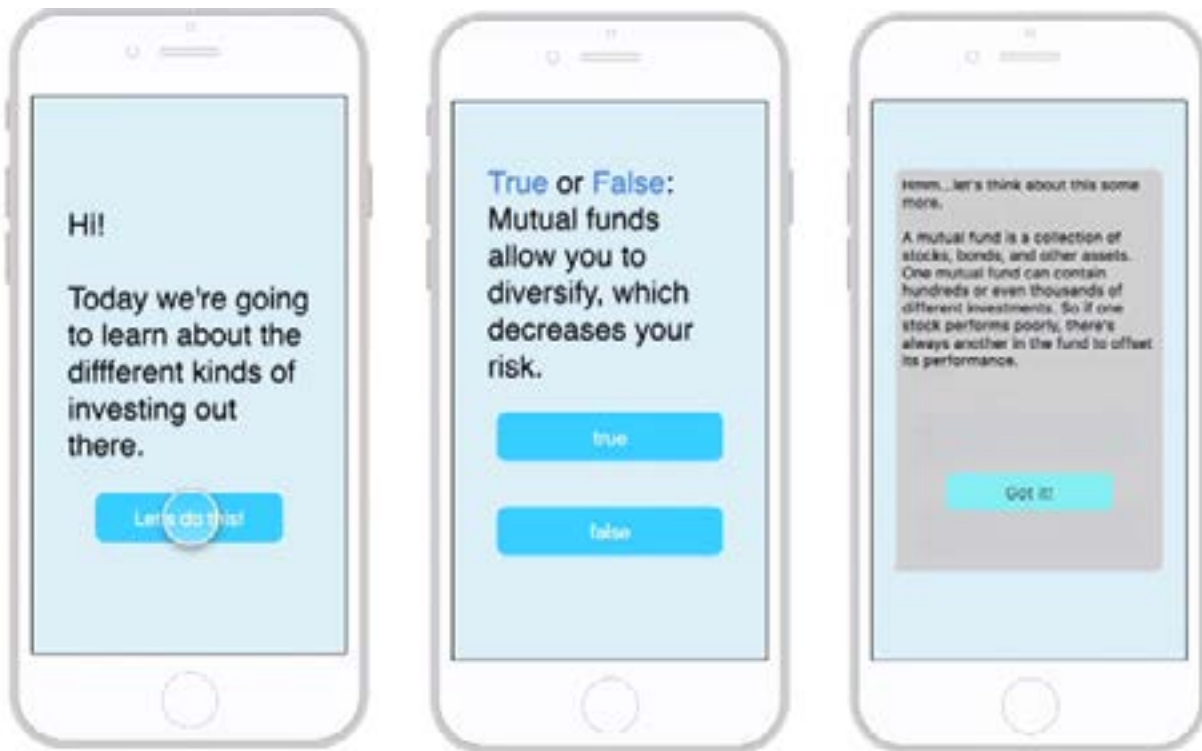 Hi!
Today we're going
to learn about the
diffferent kinds of
investing out
there.
Let's do this!
True or False:
Mutual funds
allow you to
diversify, which
decreases your
risk.
true
false
Hmm...let's think about this some
more.
A mutual fund is a collection of
stocks, bonds, and other assets.
One mutual fund can contain
hundreds or even thousands of
different investments. So if one
stock performs poorly, there's
always another in the fund to offset
its performance.
Got it!